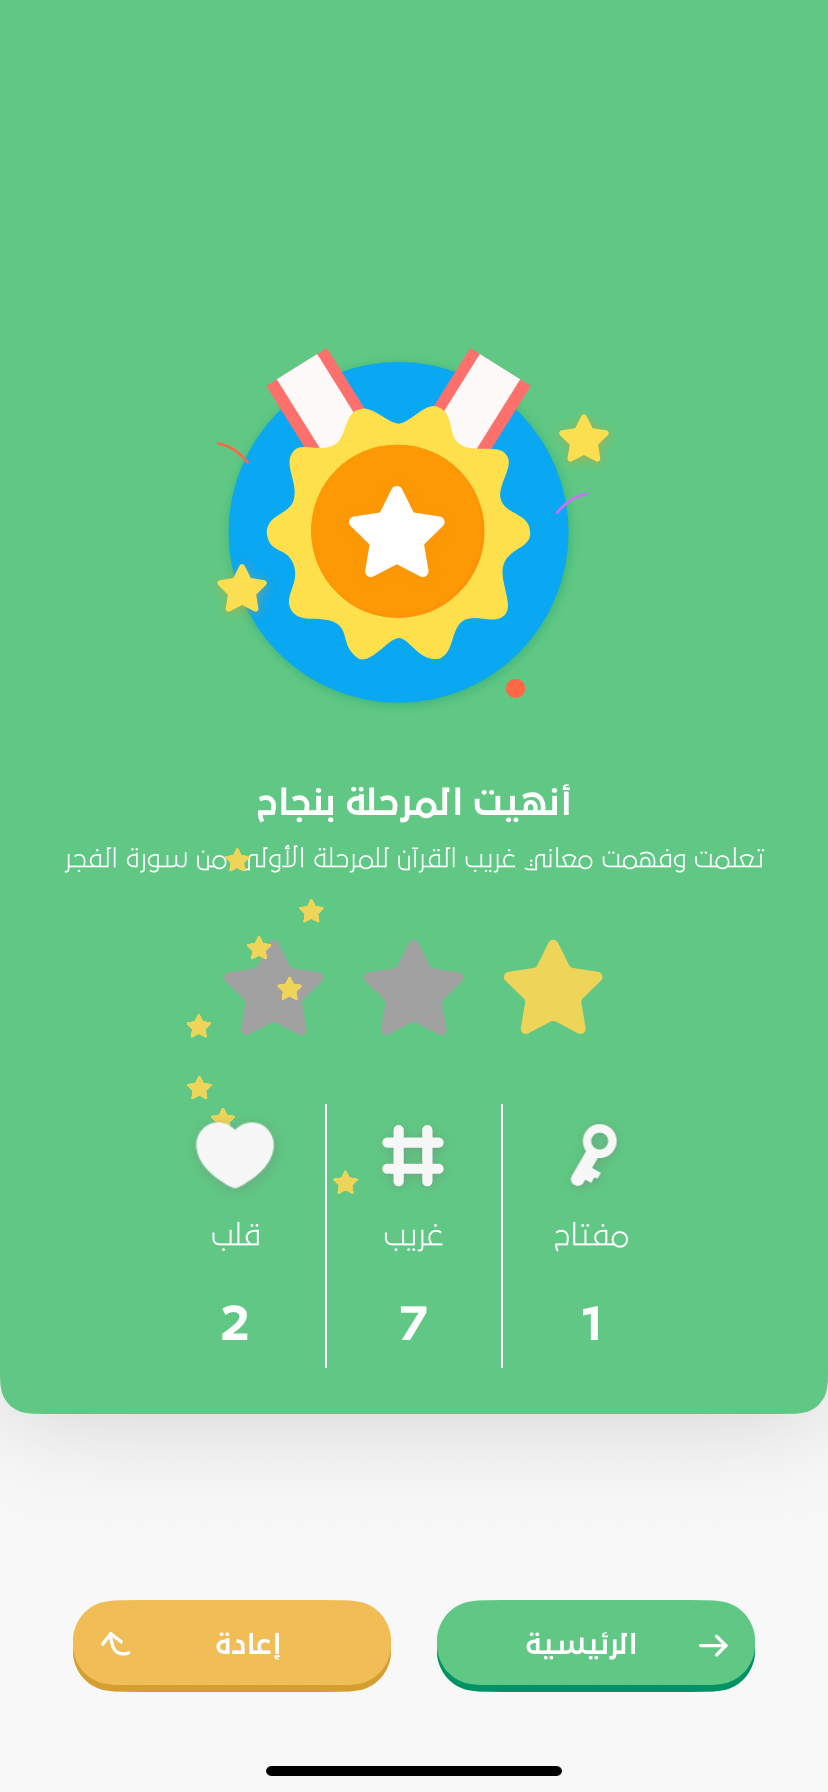 أنهيت المرحلة بنجاح
تعلمت وفهمت معاني غريب القرآن للمرحلة الأولى من سورة الفجر
مفتاح
غريب
قلب
1
7
2
الرئيسية
إعادة